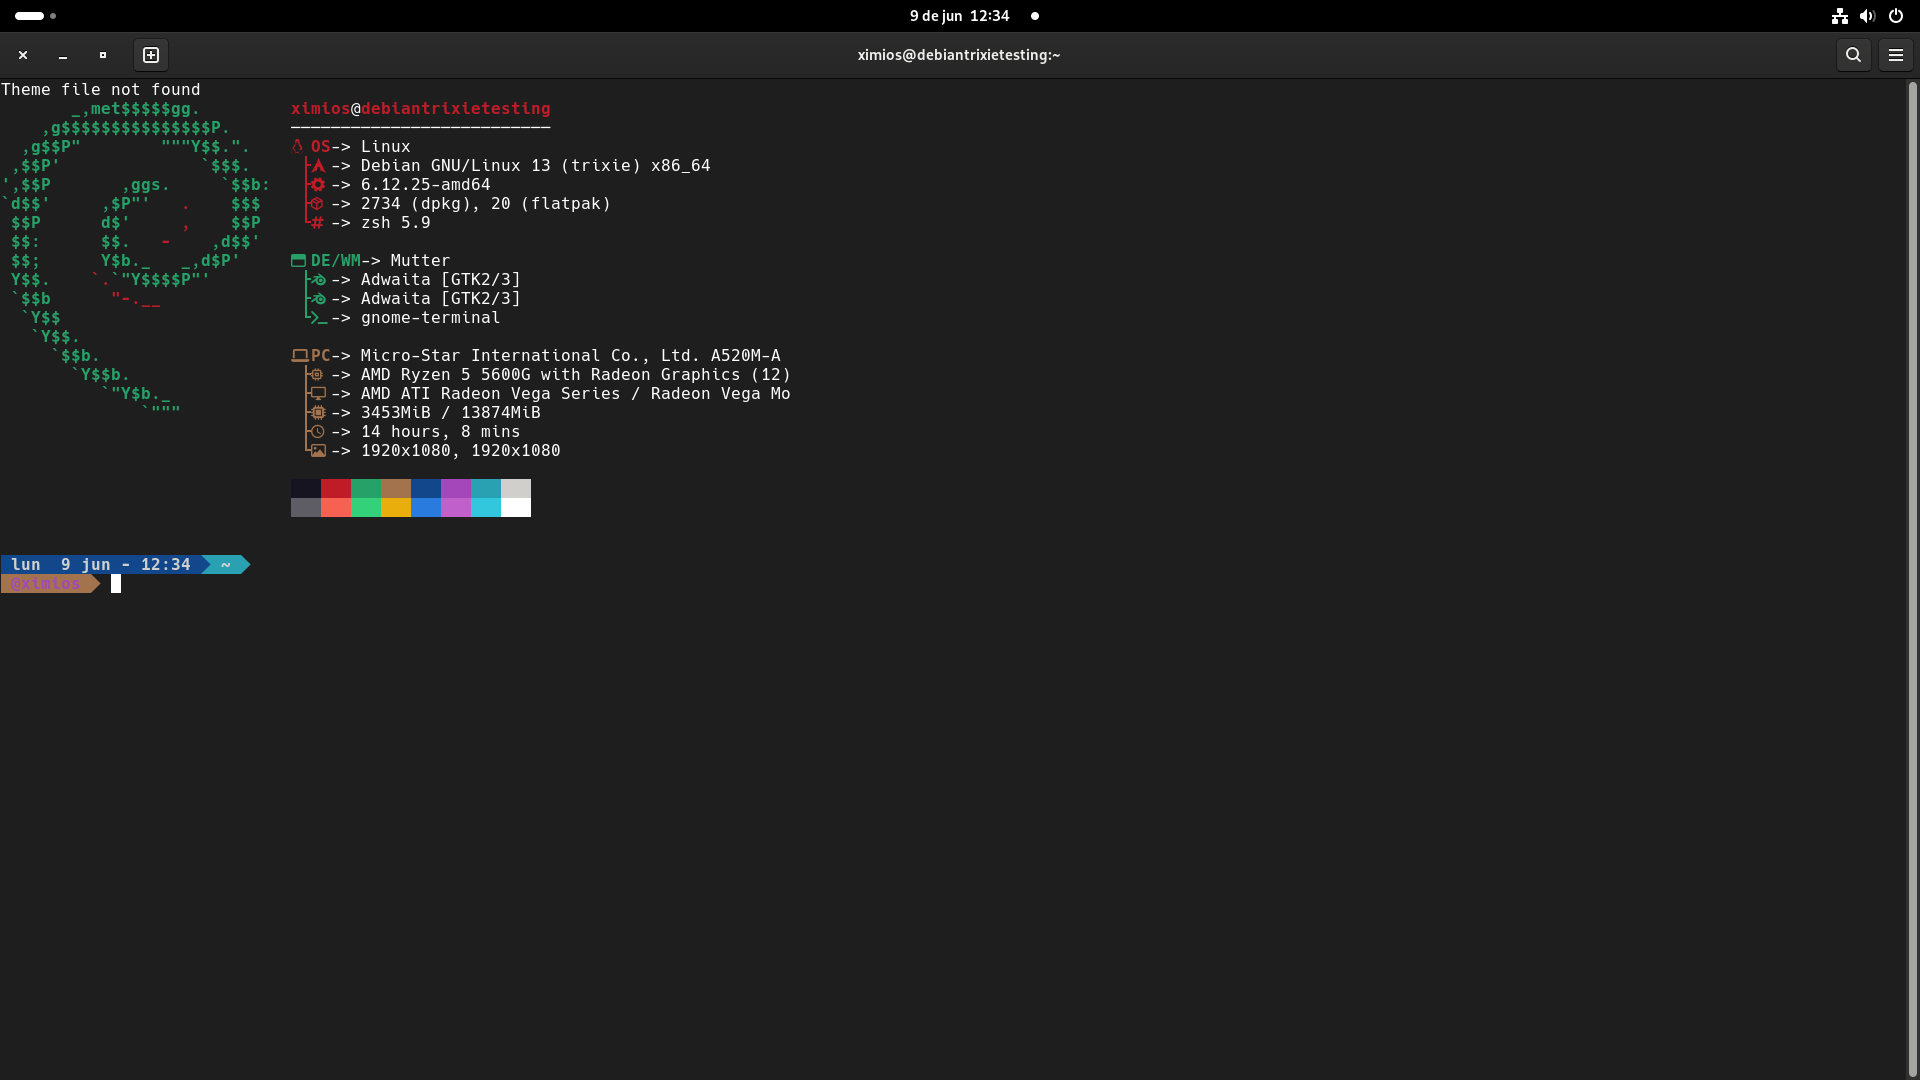 9 de jun 12:34
ximios@debiantrixietesting:~
Theme file not found
       _,met$$$$$gg.
    ,g$$$$$$$$$$$$$$$P.
  ,g$$P"        """Y$$.".
 ,$$P'              `$$$.
',$$P       ,ggs.     `$$b:
`d$$'     ,$P"'   .    $$$
 $$P      d$'     ,    $$P
 $$:      $$.   -    ,d$$'
 $$;      Y$b._   _,d$P'
 Y$$.    `.`"Y$$$$P"'
 `$$b      "-.__
  `Y$$
   `Y$$.
     `$$b.
       `Y$$b.
          `"Y$b._
              `"""
ximios@debiantrixietesting
──────────────────────────
OS-> Linux
-> Debian GNU/Linux 13 (trixie) x86_64
-> 6.12.25-amd64
-> 2734 (dpkg), 20 (flatpak)
-> zsh 5.9
DE/WM-> Mutter
-> Adwaita [GTK2/3]
-> Adwaita [GTK2/3]
-> gnome-terminal
PC-> Micro-Star International Co., Ltd. A520M-A
-> AMD Ryzen 5 5600G with Radeon Graphics (12)
-> AMD ATI Radeon Vega Series / Radeon Vega Mo
-> 3453MiB / 13874MiB
-> 14 hours, 8 mins
-> 1920x1080, 1920x1080
lun  9 jun - 12:34 ~
@ximios